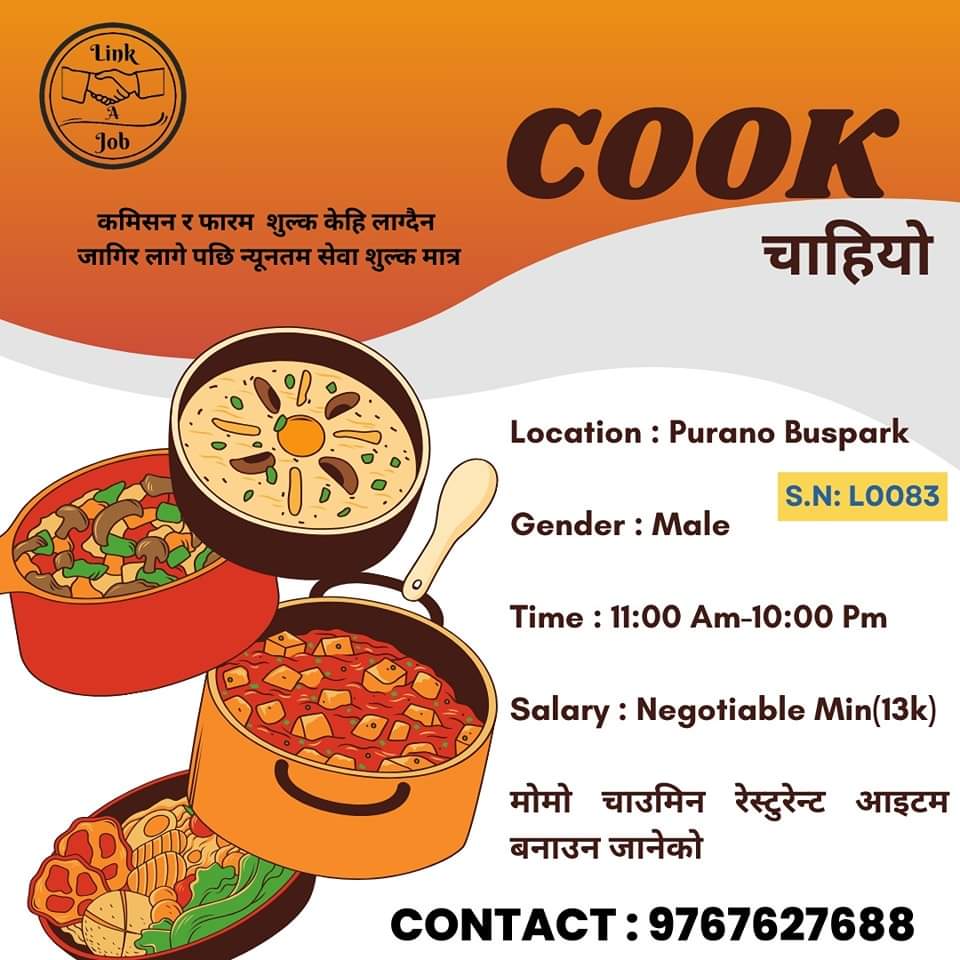 Link
A
Job
COOK
चाहियो
कमिसन र फारम शुल्क केहि लाग्दैन
जागिर लागे पछि न्यूनतम सेवा शुल्क मात्र
Location : Purano Buspark
S.N: L0083
Gender : Male
Time : 11:00 Am-10:00 Pm
Salary : Negotiable Min(13k)
मोमो चाउमिन रेस्टुरेन्ट आइटम
बनाउन जानेको
CONTACT : 9767627688